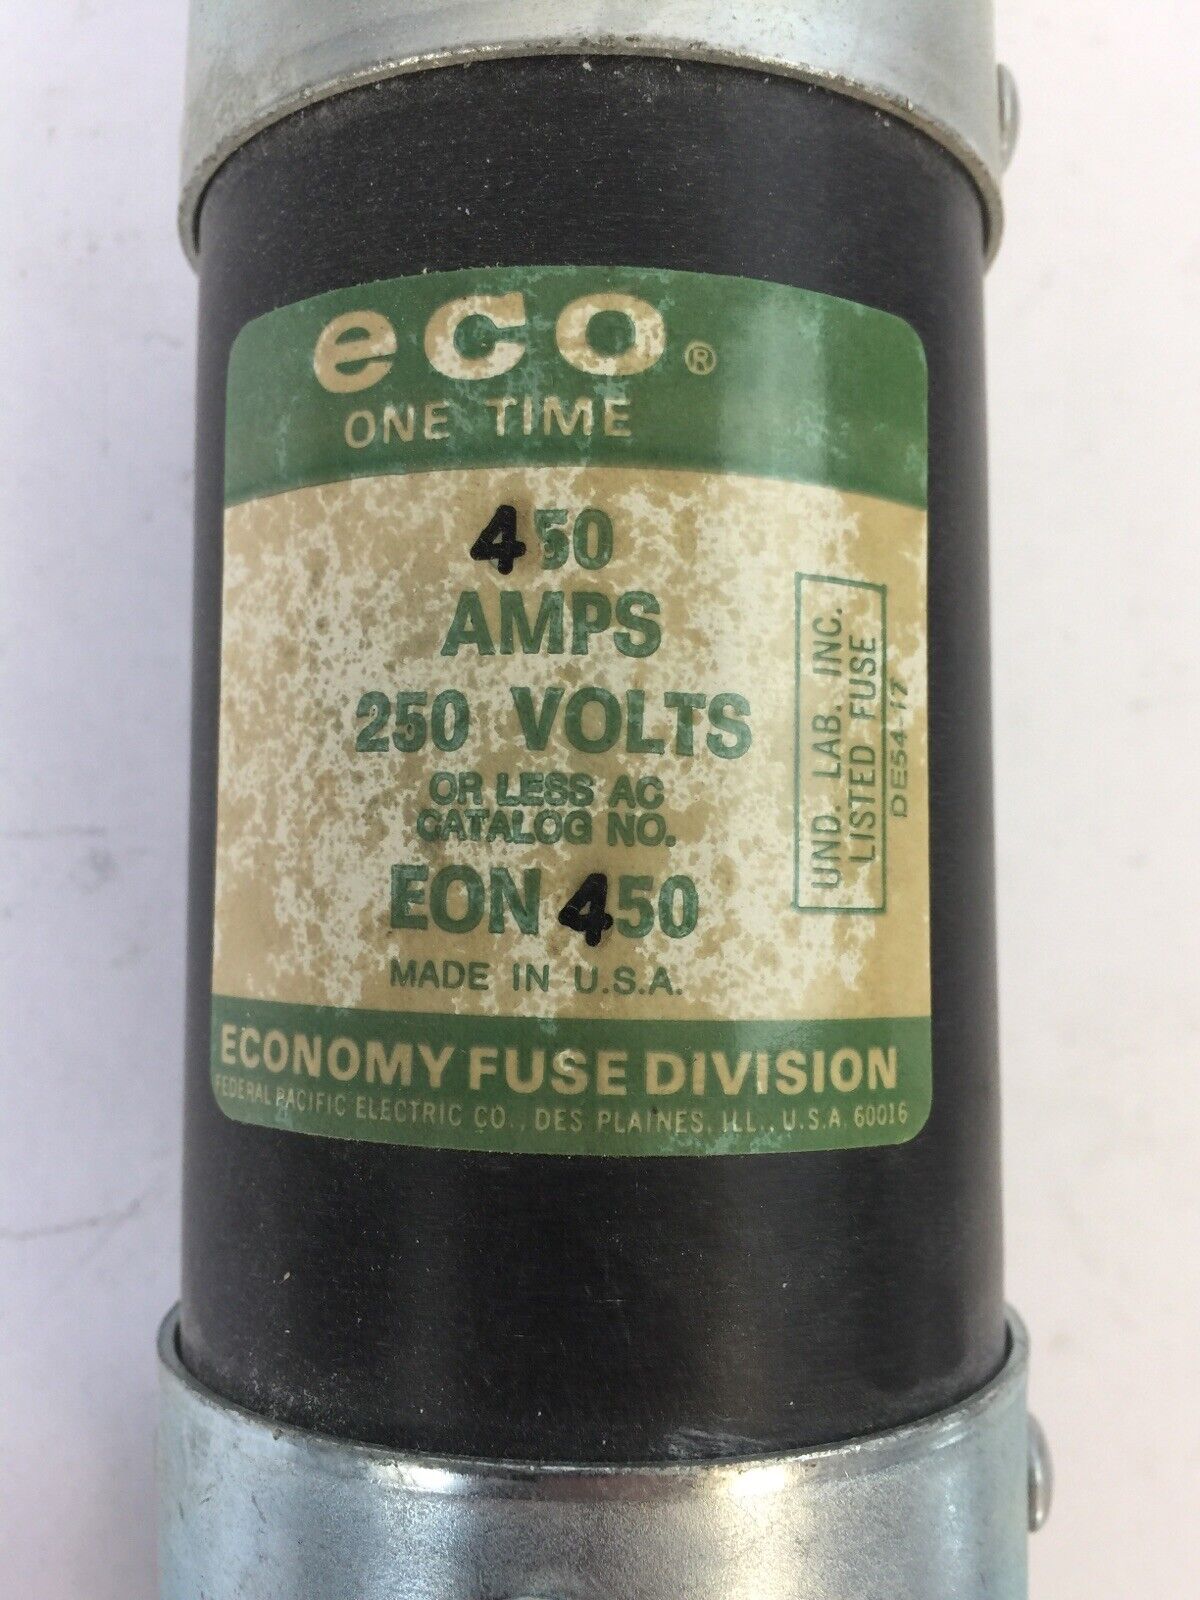 eco®
ONE TIME
450
AMPS
250 VOLTS
OR LESS AC
CATALOG NO.
EON 450
MADE IN U.S.A.
UND. LAB. INC.
LISTED FUSE
DE54-17
ECONOMY FUSE DIVISION
FEDERAL PACIFIC ELECTRIC CO., DES PLAINES, ILL., U.S.A. 60016